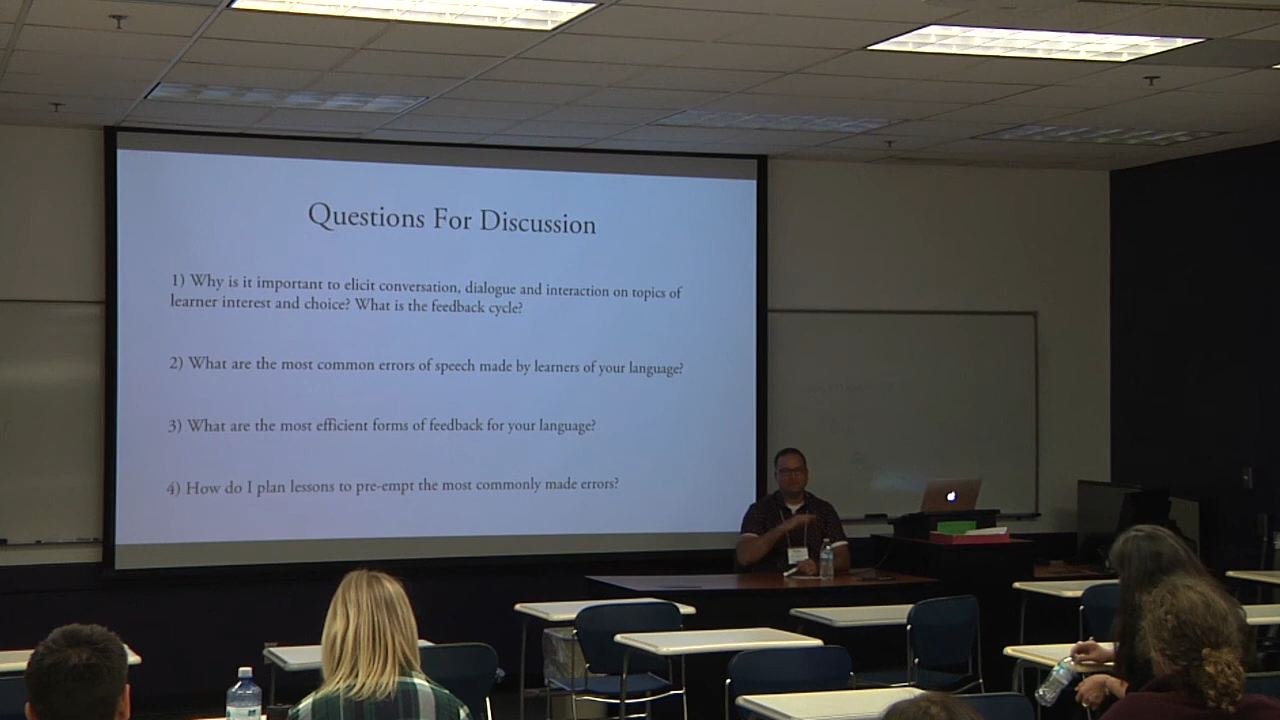 Questions For Discussion
1) Why is it important to elicit conversation, dialogue and interaction on topics of
learner interest and choice? What is the feedback cycle?
2) What are the most common errors of speech made by learners of your language?
3) What are the most efficient forms of feedback for your language?
4) How do I plan lessons to pre-empt the most commonly made errors?